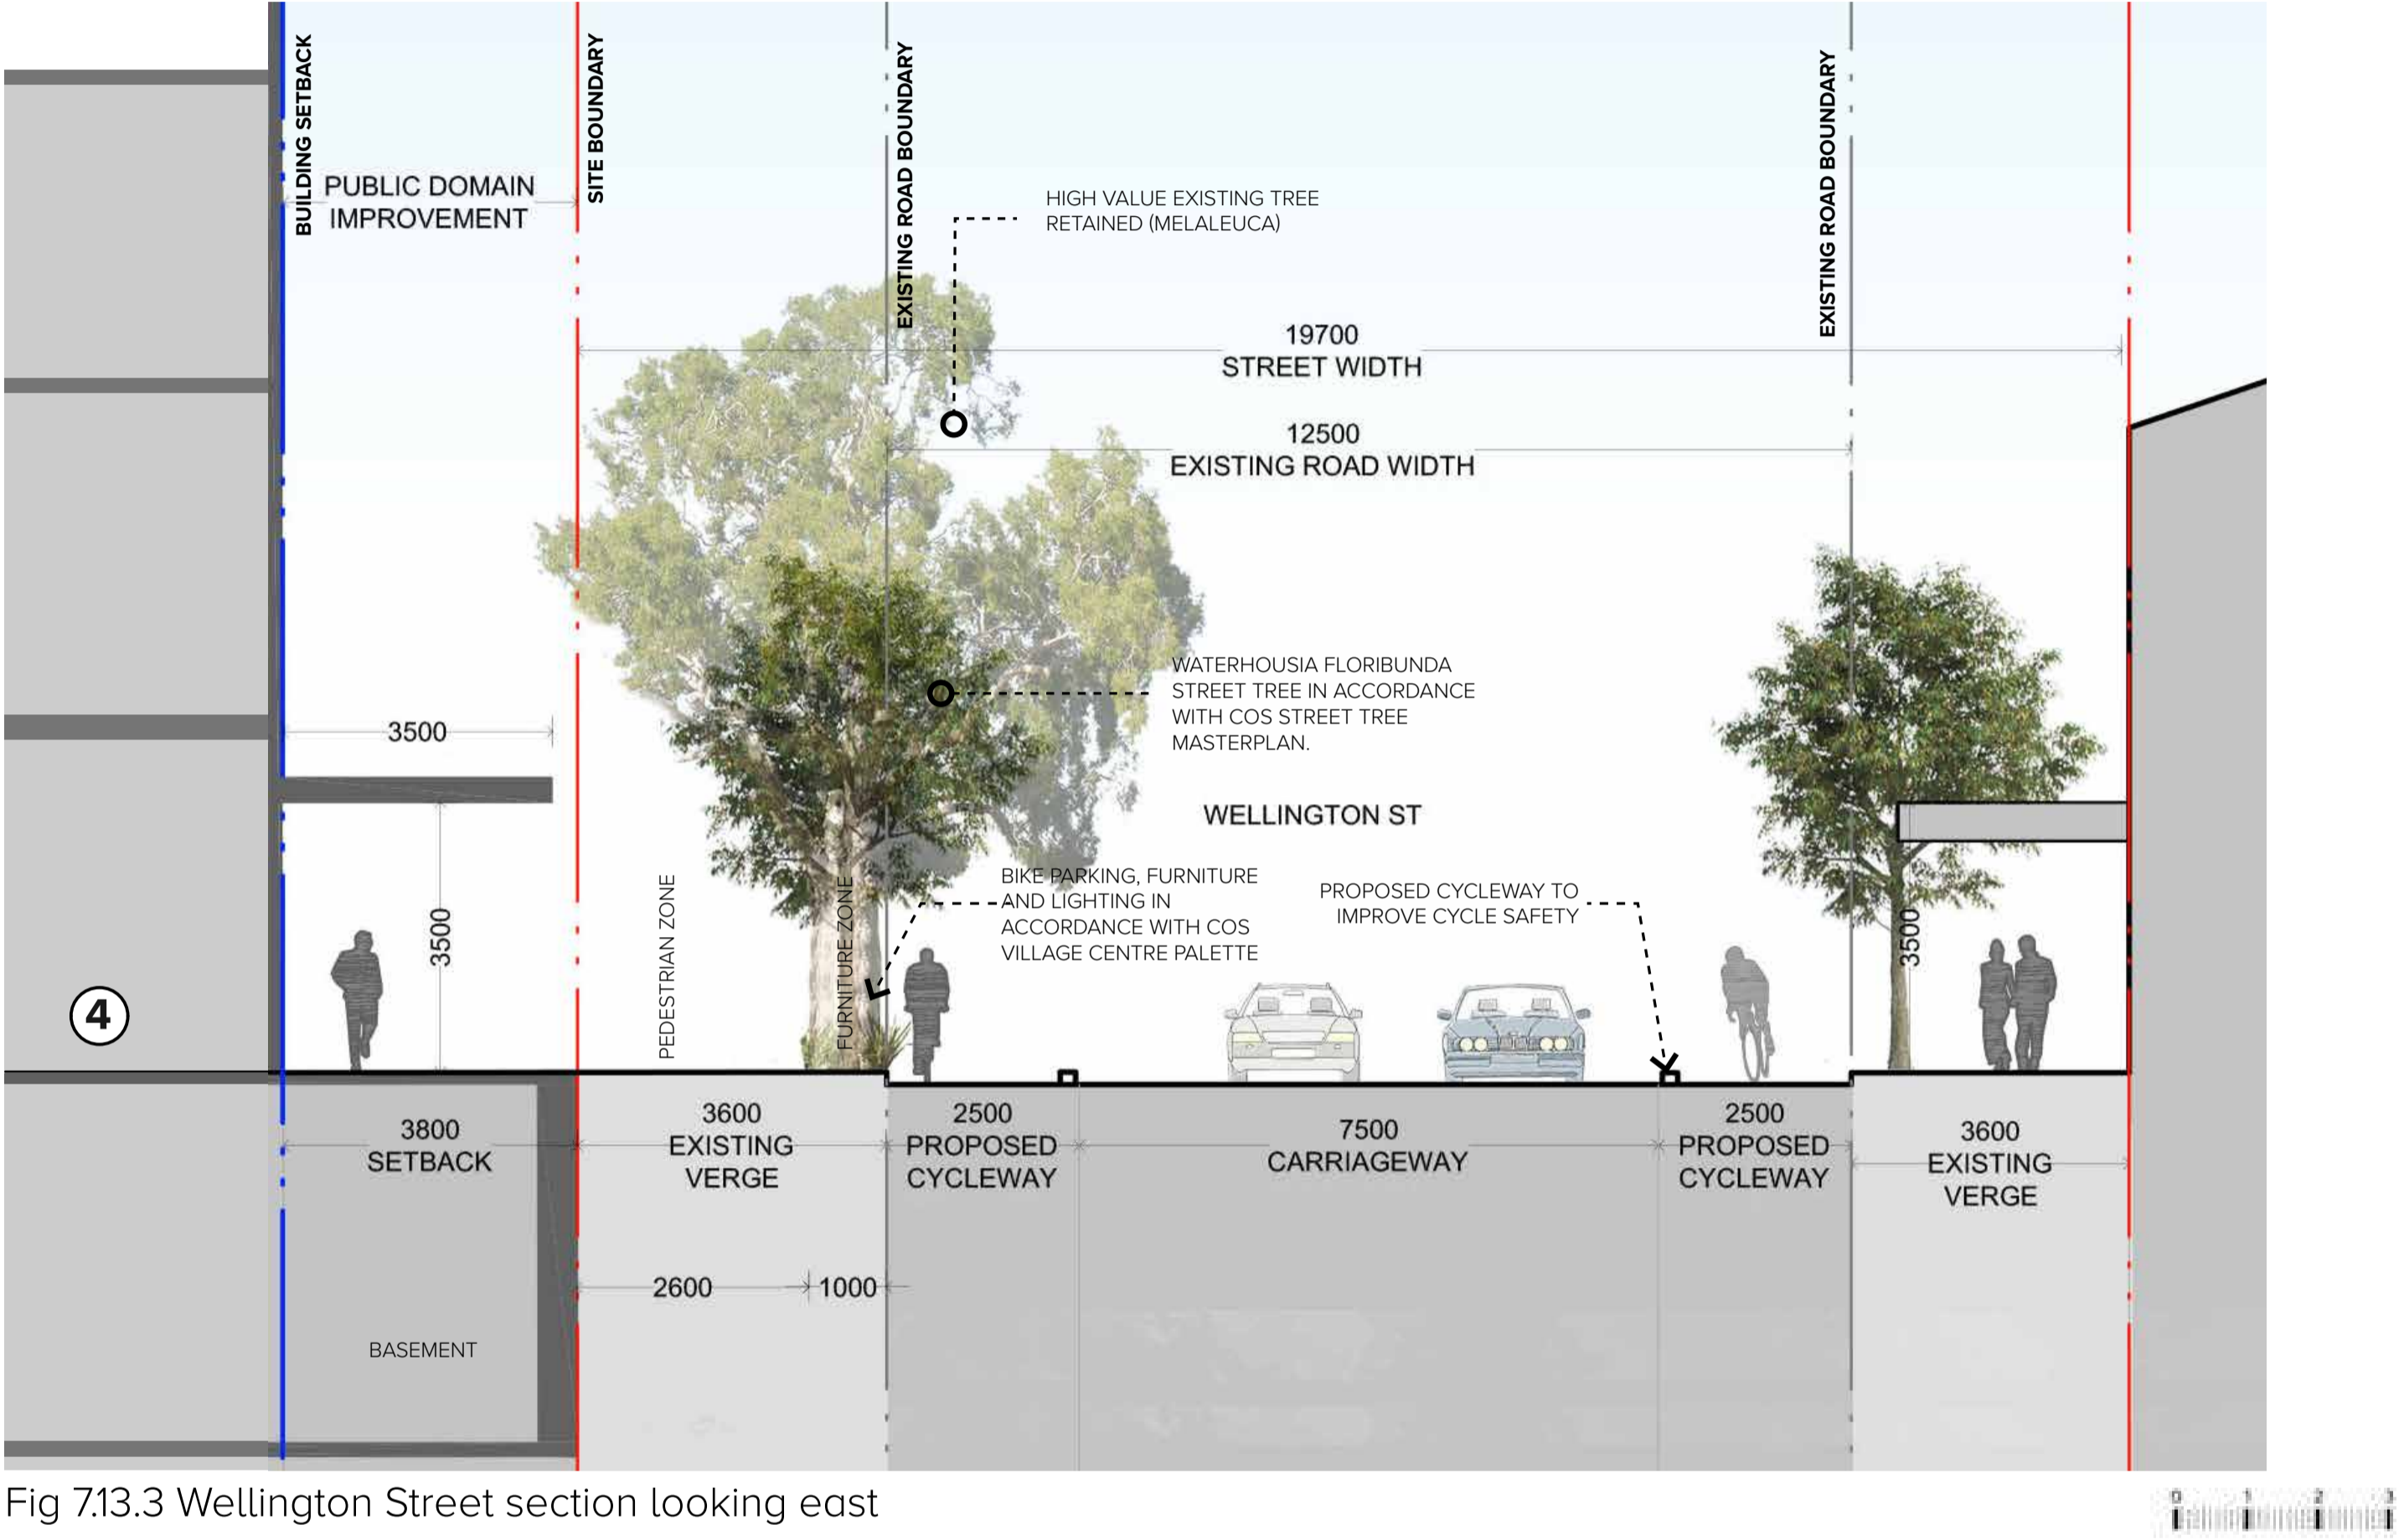 BUILDING SETBACK
SITE BOUNDARY
EXISTING ROAD BOUNDARY
EXISTING ROAD BOUNDARY
PUBLIC DOMAIN
IMPROVEMENT
HIGH VALUE EXISTING TREE
RETAINED (MELALEUCA)
19700
STREET WIDTH
12500
EXISTING ROAD WIDTH
WATERHOUSIA FLORIBUNDA
STREET TREE IN ACCORDANCE
WITH COS STREET TREE
MASTERPLAN.
3500
WELLINGTON ST
3500
PEDESTRIAN ZONE
FURNITURE ZONE
BIKE PARKING, FURNITURE
AND LIGHTING IN
ACCORDANCE WITH COS
VILLAGE CENTRE PALETTE
PROPOSED CYCLEWAY TO
IMPROVE CYCLE SAFETY
3500
4
3800
SETBACK
3600
EXISTING
VERGE
2500
PROPOSED
CYCLEWAY
7500
CARRIAGEWAY
2500
PROPOSED
CYCLEWAY
3600
EXISTING
VERGE
2600
1000
BASEMENT
Fig 7.13.3 Wellington Street section looking east
0 1 2 3